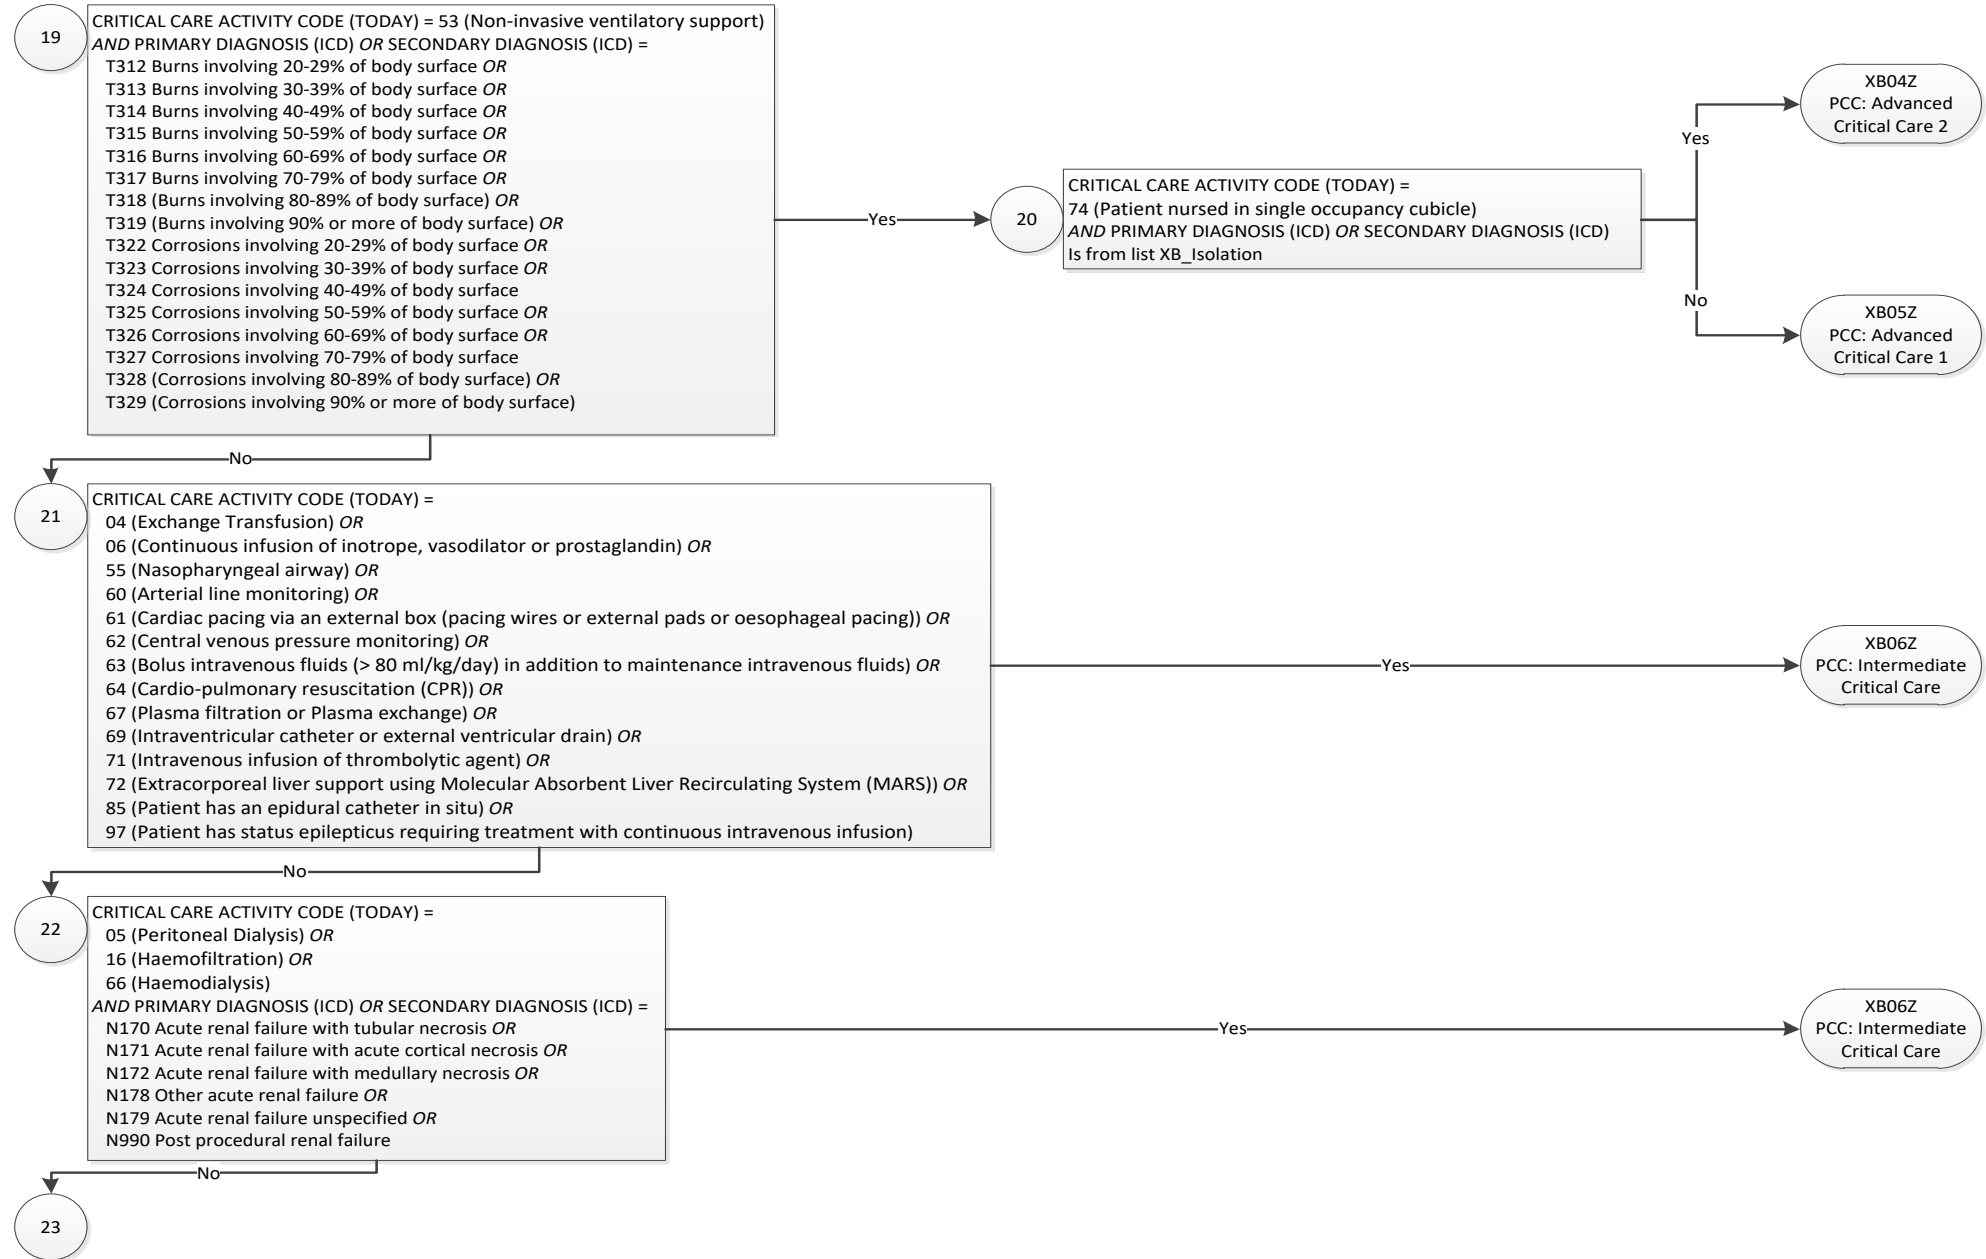 19
CRITICAL CARE ACTIVITY CODE (TODAY) = 53 (Non-invasive ventilatory support)
AND PRIMARY DIAGNOSIS (ICD) OR SECONDARY DIAGNOSIS (ICD) =
T312 Burns involving 20-29% of body surface OR
T313 Burns involving 30-39% of body surface OR
T314 Burns involving 40-49% of body surface OR
T315 Burns involving 50-59% of body surface OR
T316 Burns involving 60-69% of body surface OR
T317 Burns involving 70-79% of body surface OR
T318 (Burns involving 80-89% of body surface) OR
T319 (Burns involving 90% or more of body surface) OR
T322 Corrosions involving 20-29% of body surface OR
T323 Corrosions involving 30-39% of body surface OR
T324 Corrosions involving 40-49% of body surface
T325 Corrosions involving 50-59% of body surface OR
T326 Corrosions involving 60-69% of body surface OR
T327 Corrosions involving 70-79% of body surface
T328 (Corrosions involving 80-89% of body surface) OR
T329 (Corrosions involving 90% or more of body surface)
Yes
20
CRITICAL CARE ACTIVITY CODE (TODAY) =
74 (Patient nursed in single occupancy cubicle)
AND PRIMARY DIAGNOSIS (ICD) OR SECONDARY DIAGNOSIS (ICD)
Is from list XB_Isolation
Yes
XB04Z
PCC: Advanced
Critical Care 2
No
XB05Z
PCC: Advanced
Critical Care 1
No
21
CRITICAL CARE ACTIVITY CODE (TODAY) =
04 (Exchange Transfusion) OR
06 (Continuous infusion of inotrope, vasodilator or prostaglandin) OR
55 (Nasopharyngeal airway) OR
60 (Arterial line monitoring) OR
61 (Cardiac pacing via an external box (pacing wires or external pads or oesophageal pacing)) OR
62 (Central venous pressure monitoring) OR
63 (Bolus intravenous fluids (> 80 ml/kg/day) in addition to maintenance intravenous fluids) OR
64 (Cardio-pulmonary resuscitation (CPR)) OR
67 (Plasma filtration or Plasma exchange) OR
69 (Intraventricular catheter or external ventricular drain) OR
71 (Intravenous infusion of thrombolytic agent) OR
72 (Extracorporeal liver support using Molecular Absorbent Liver Recirculating System (MARS)) OR
85 (Patient has an epidural catheter in situ) OR
97 (Patient has status epilepticus requiring treatment with continuous intravenous infusion)
Yes
XB06Z
PCC: Intermediate
Critical Care
No
22
CRITICAL CARE ACTIVITY CODE (TODAY) =
05 (Peritoneal Dialysis) OR
16 (Haemofiltration) OR
66 (Haemodialysis)
AND PRIMARY DIAGNOSIS (ICD) OR SECONDARY DIAGNOSIS (ICD) =
N170 Acute renal failure with tubular necrosis OR
N171 Acute renal failure with acute cortical necrosis OR
N172 Acute renal failure with medullary necrosis OR
N178 Other acute renal failure OR
N179 Acute renal failure unspecified OR
N990 Post procedural renal failure
Yes
XB06Z
PCC: Intermediate
Critical Care
No
23